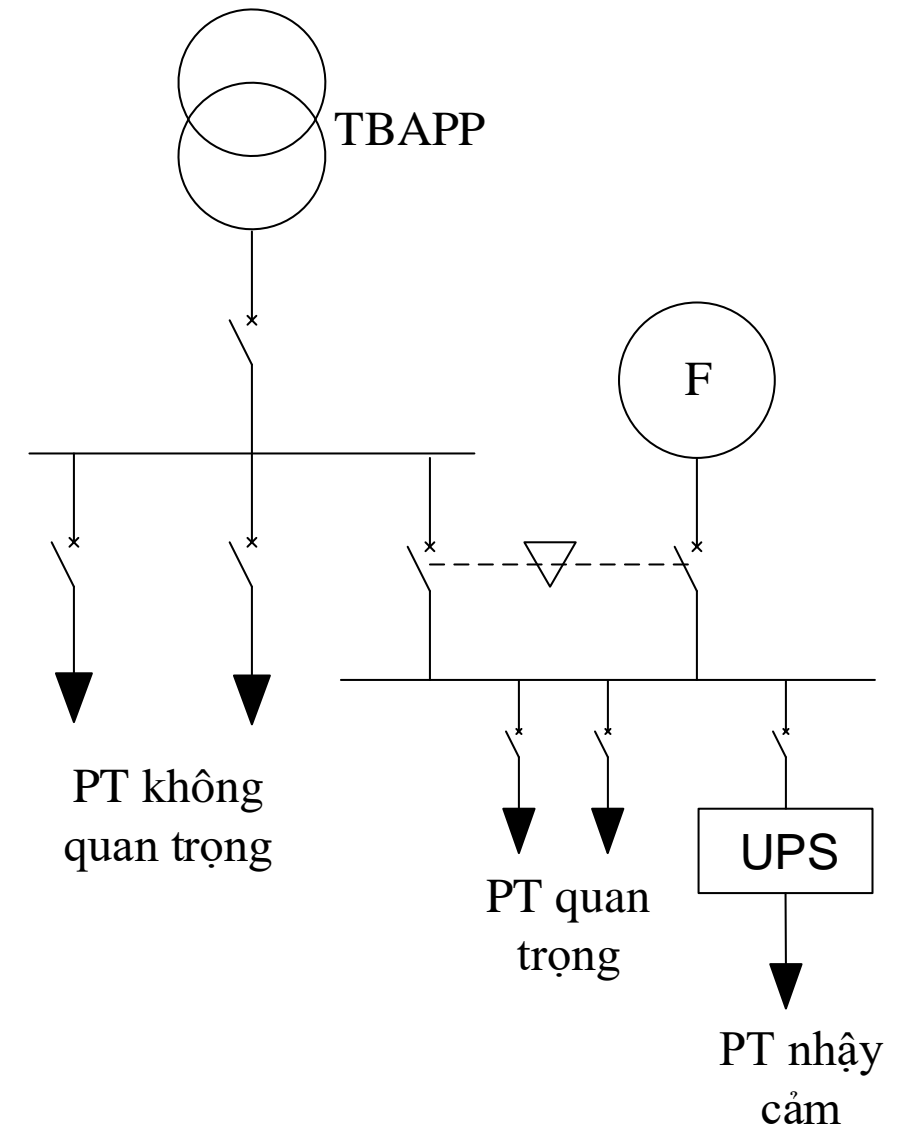 TBAPP
F
PT không
quan trọng
PT quan
trọng
UPS
PT nhậy
cảm